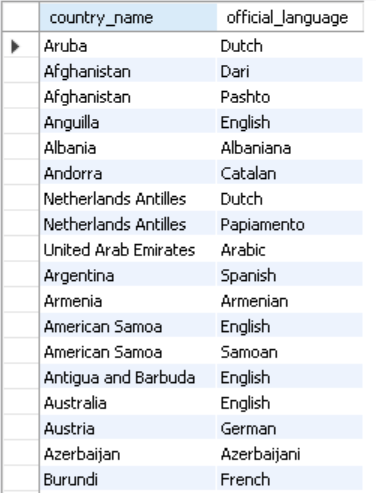 country_name official_language
Aruba Dutch
Afghanistan Dari
Afghanistan Pashto
Anguilla English
Albania Albaniana
Andorra Catalan
Netherlands Antilles Dutch
Netherlands Antilles Papiamento
United Arab Emirates Arabic
Argentina Spanish
Armenia Armenian
American Samoa English
American Samoa Samoan
Antigua and Barbuda English
Australia English
Austria German
Azerbaijan Azerbaijani
Burundi French